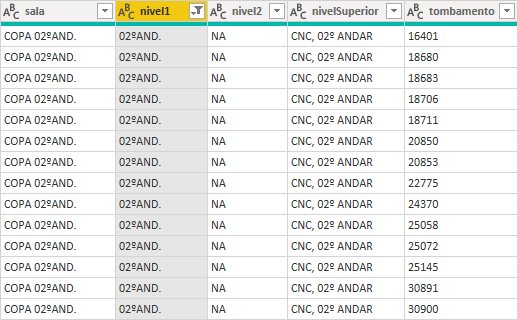 ABC sala ABC nivel1 ABC nivel2 ABC nivelSuperior ABC tombamento
COPA 02ºAND. 02ºAND. NA CNC, 02º ANDAR 16401
COPA 02ºAND. 02ºAND. NA CNC, 02º ANDAR 18680
COPA 02ºAND. 02ºAND. NA CNC, 02º ANDAR 18683
COPA 02ºAND. 02ºAND. NA CNC, 02º ANDAR 18706
COPA 02ºAND. 02ºAND. NA CNC, 02º ANDAR 18711
COPA 02ºAND. 02ºAND. NA CNC, 02º ANDAR 20850
COPA 02ºAND. 02ºAND. NA CNC, 02º ANDAR 20853
COPA 02ºAND. 02ºAND. NA CNC, 02º ANDAR 22775
COPA 02ºAND. 02ºAND. NA CNC, 02º ANDAR 24370
COPA 02ºAND. 02ºAND. NA CNC, 02º ANDAR 25058
COPA 02ºAND. 02ºAND. NA CNC, 02º ANDAR 25072
COPA 02ºAND. 02ºAND. NA CNC, 02º ANDAR 25145
COPA 02ºAND. 02ºAND. NA CNC, 02º ANDAR 30891
COPA 02ºAND. 02ºAND. NA CNC, 02º ANDAR 30900